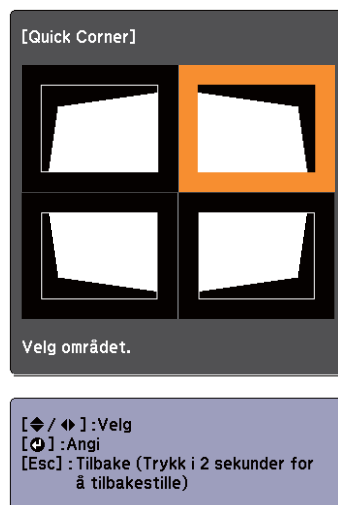 [Quick Corner]
Velg området.
[ / ] :Velg
[ ] :Angi
[Esc] :Tilbake (Trykk i 2 sekunder for
å tilbakestille)